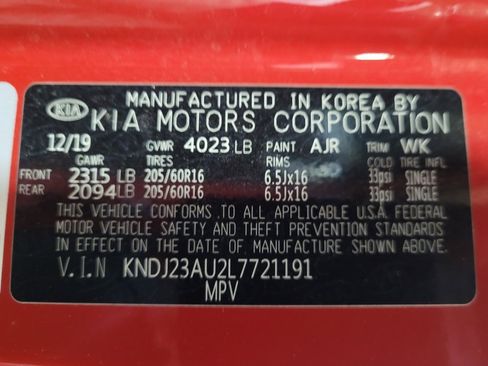 MANUFACTURED IN KOREA BY
KIA KIA MOTORS CORPORATION
12/19 GVWR 4023 LB PAINT AJR TRIM WK
GAWR TIRES RIMS COLD TIRE INFL
FRONT 2315 LB 205/60R16 6.5Jx16 33psi SINGLE
REAR 2094 LB 205/60R16 6.5Jx16 33psi SINGLE
THIS VEHICLE CONFORMS TO ALL APPLICABLE U.S.A. FEDERAL
MOTOR VEHICLE SAFETY AND THEFT PREVENTION STANDARDS
IN EFFECT ON THE DATE OF MANUFACTURE SHOWN ABOVE.
V.I.N KNDJ23AU2L7721191
MPV